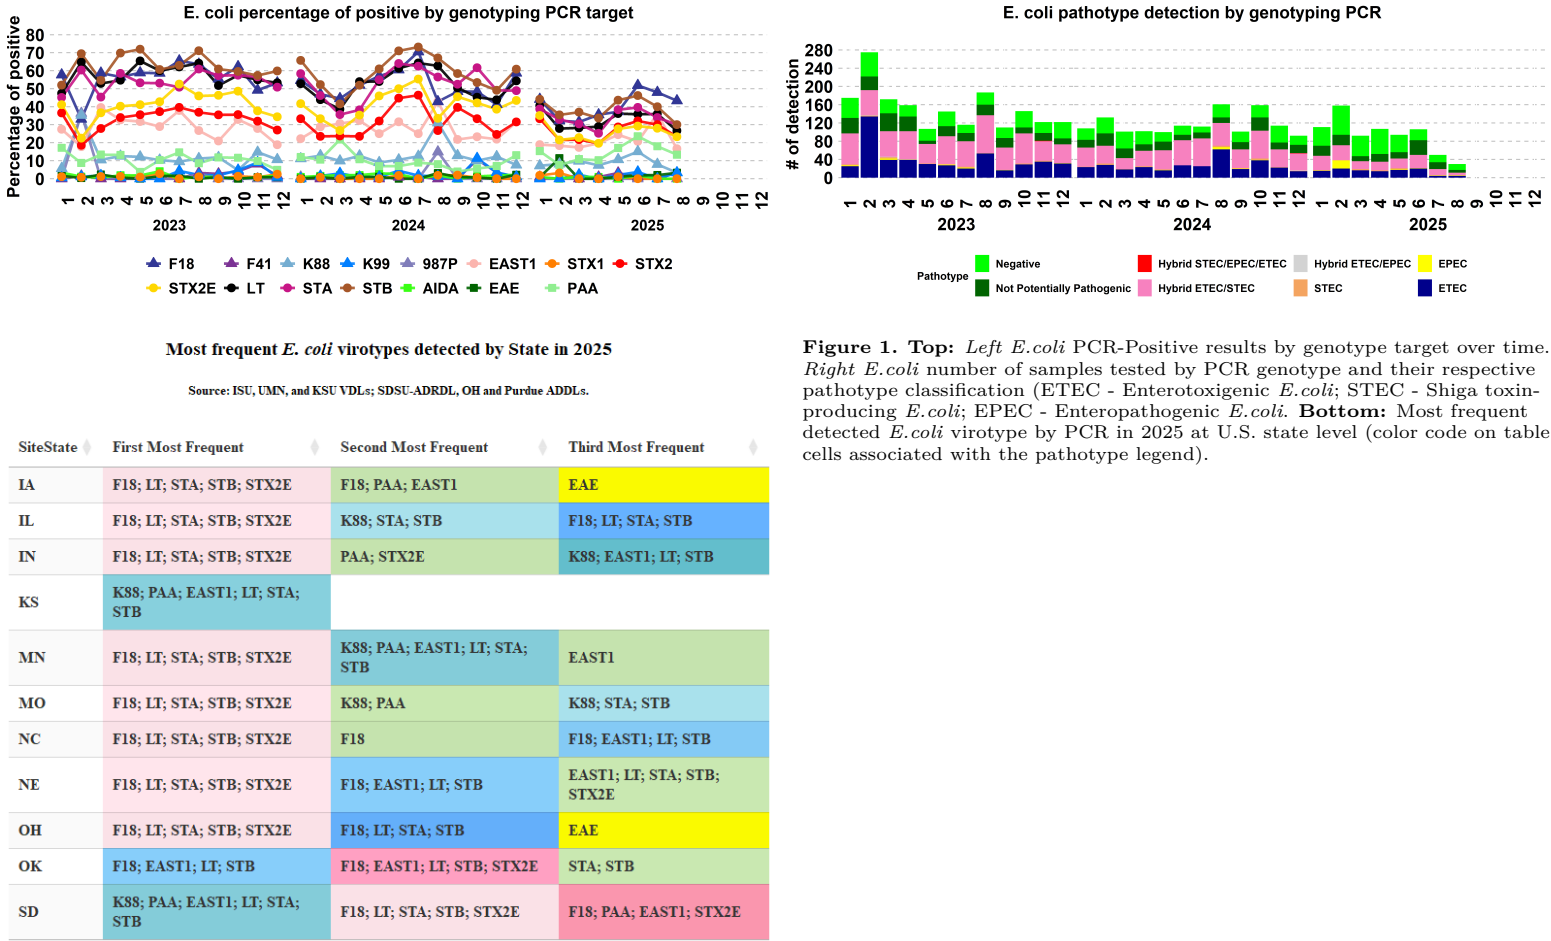 E. coli percentage of positive by genotyping PCR target
Percentage of positive
80
70
60
50
40
30
20
10
0
1 2 3 4 5 6 7 8 9 10 11 12 1 2 3 4 5 6 7 8 9 10 11 12 1 2 3 4 5 6 7 8 9 10 11 12
2023 2024 2025
F18 F41 K88 K99 987P EAST1 STX1 STX2
STX2E LT STA STB AIDA EAE PAA
E. coli pathotype detection by genotyping PCR
# of detection
280
240
200
160
120
80
40
0
1 2 3 4 5 6 7 8 9 10 11 12 1 2 3 4 5 6 7 8 9 10 11 12 1 2 3 4 5 6 7 8 9 10 11 12
2023 2024 2025
Pathotype
Negative Hybrid STEC/EPEC/ETEC Hybrid ETEC/EPEC EPEC
Not Potentially Pathogenic Hybrid ETEC/STEC STEC ETEC
Most frequent E. coli virotypes detected by State in 2025
Source: ISU, UMN, and KSU VDLs; SDSU-ADRDL, OH and Purdue ADDLs.
SiteState First Most Frequent Second Most Frequent Third Most Frequent
IA F18; LT; STA; STB; STX2E F18; PAA; EAST1 EAE
IL F18; LT; STA; STB; STX2E K88; STA; STB F18; LT; STA; STB
IN F18; LT; STA; STB; STX2E PAA; STX2E K88; EAST1; LT; STB
KS K88; PAA; EAST1; LT; STA;
STB
MN F18; LT; STA; STB; STX2E K88; PAA; EAST1; LT; STA;
STB EAST1
MO F18; LT; STA; STB; STX2E K88; PAA K88; STA; STB
NC F18; LT; STA; STB; STX2E F18 F18; EAST1; LT; STB
NE F18; LT; STA; STB; STX2E F18; EAST1; LT; STB EAST1; LT; STA; STB;
STX2E
OH F18; LT; STA; STB; STX2E F18; LT; STA; STB EAE
OK F18; EAST1; LT; STB F18; EAST1; LT; STB; STX2E STA; STB
SD K88; PAA; EAST1; LT; STA;
STB F18; LT; STA; STB; STX2E F18; PAA; EAST1; STX2E
Figure 1. Top: Left E.coli PCR-Positive results by genotype target over time.
Right E.coli number of samples tested by PCR genotype and their respective
pathotype classification (ETEC - Enterotoxigenic E.coli; STEC - Shiga toxin-
producing E.coli; EPEC - Enteropathogenic E.coli. Bottom: Most frequent
detected E.coli virotype by PCR in 2025 at U.S. state level (color code on table
cells associated with the pathotype legend).